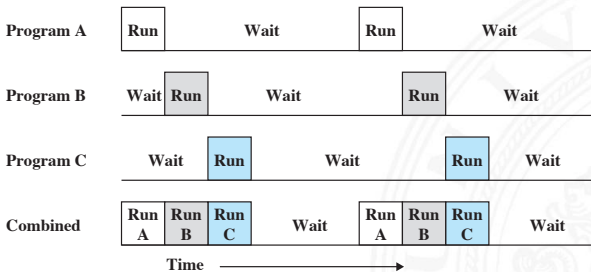 Program A Run Wait Run Wait
Program B Wait Run Wait Run Wait
Program C Wait Run Wait Run Wait
Combined Run A Run B Run C Wait Run A Run B Run C Wait
Time